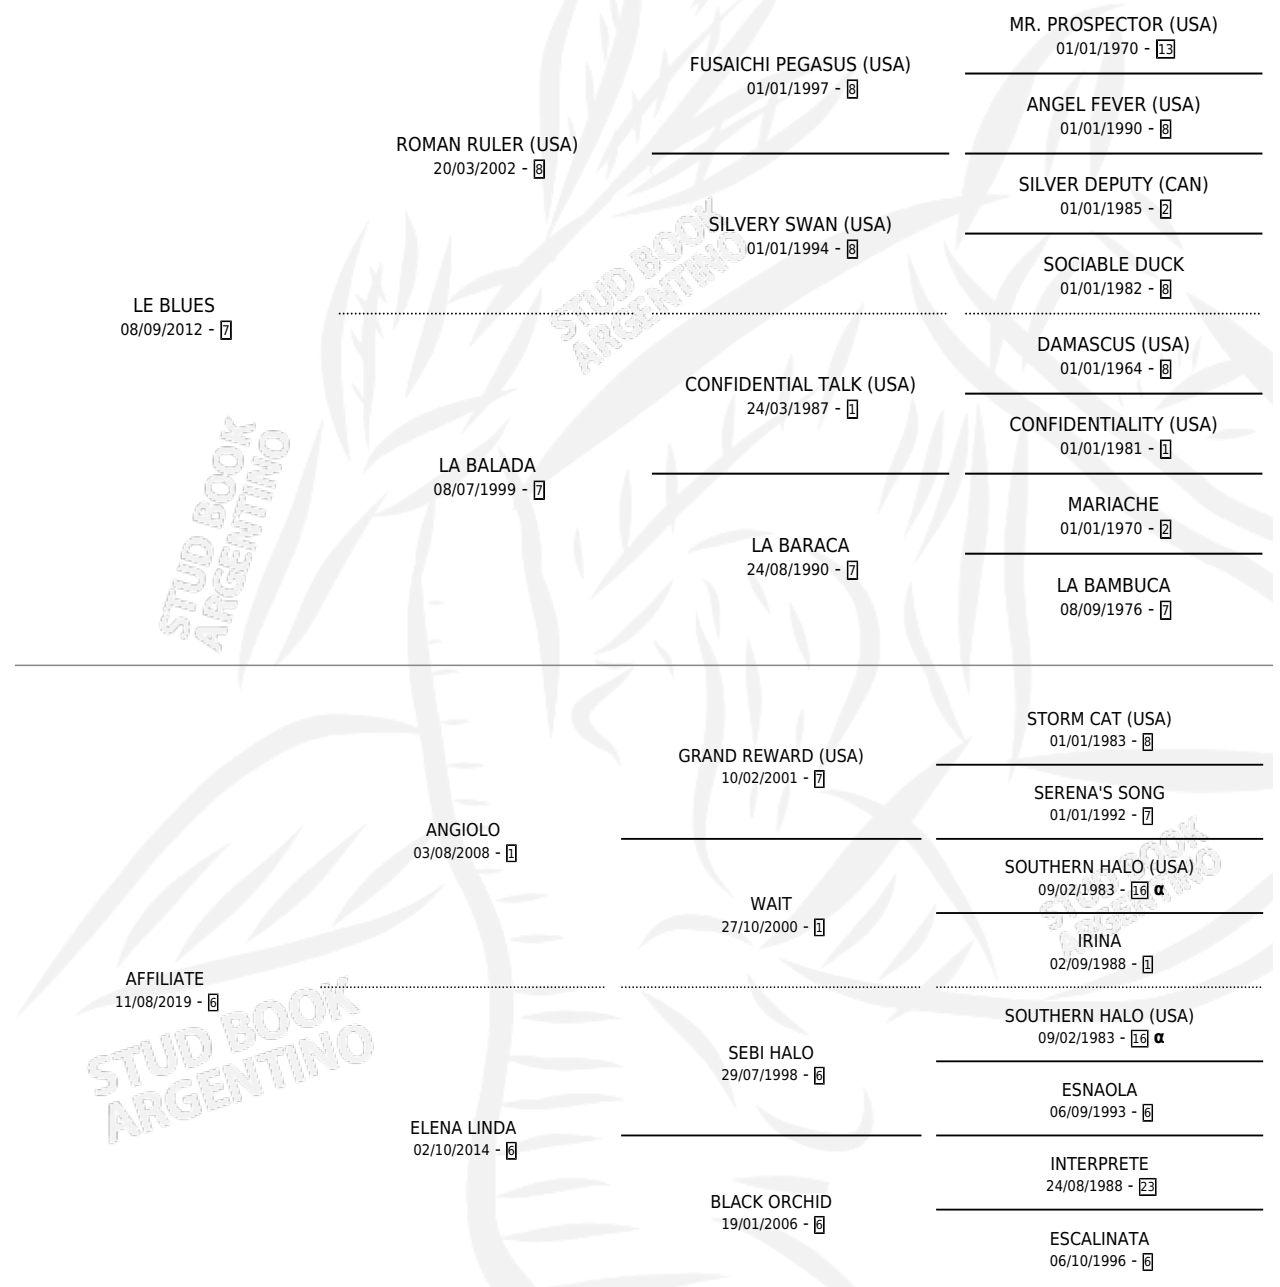 MR. PROSPECTOR (USA)
01/01/1970 - 13
FUSAICHI PEGASUS (USA)
01/01/1997 - 8
ANGEL FEVER (USA)
01/01/1990 - 8
ROMAN RULER (USA)
20/03/2002 - 8
SILVER DEPUTY (CAN)
01/01/1985 - 2
SILVERY SWAN (USA)
01/01/1994 - 8
SOCIABLE DUCK
01/01/1982 - 8
LE BLUES
08/09/2012 - 7
DAMASCUS (USA)
01/01/1964 - 8
CONFIDENTIAL TALK (USA)
24/03/1987 - 1
CONFIDENTIALITY (USA)
01/01/1981 - 1
LA BALADA
08/07/1999 - 7
MARIACHE
01/01/1970 - 2
LA BARACA
24/08/1990 - 7
LA BAMBUCA
08/09/1976 - 7
STORM CAT (USA)
01/01/1983 - 8
GRAND REWARD (USA)
10/02/2001 - 7
SERENA'S SONG
01/01/1992 - 7
ANGIOLO
03/08/2008 - 1
SOUTHERN HALO (USA)
09/02/1983 - 16 α
WAIT
27/10/2000 - 1
IRINA
02/09/1988 - 1
AFFILIATE
11/08/2019 - 6
SOUTHERN HALO (USA)
09/02/1983 - 16 α
SEBI HALO
29/07/1998 - 6
ESNAOLA
06/09/1993 - 6
ELENA LINDA
02/10/2014 - 6
INTERPRETE
24/08/1988 - 23
BLACK ORCHID
19/01/2006 - 6
ESCALINATA
06/10/1996 - 6
STUD BOOK
ARGENTINO
STUD BOOK
ARGENTINO
STUD BOOK
ARGENTINO
STUD BOOK
ARGENTINO